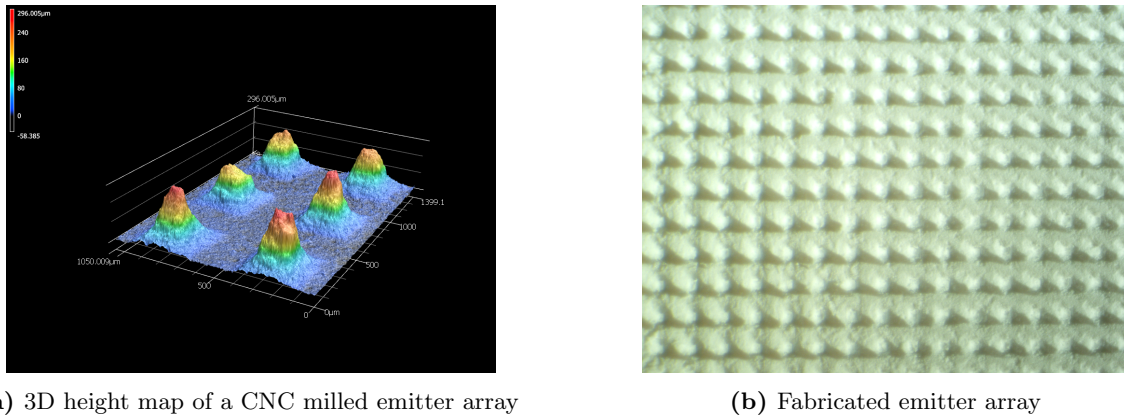 296.005µm
240
160
80
0
-58.385
296.005µm
1399.1
1000
500
0µm
0
500
1050.009µm
) 3D height map of a CNC milled emitter array
(b) Fabricated emitter array